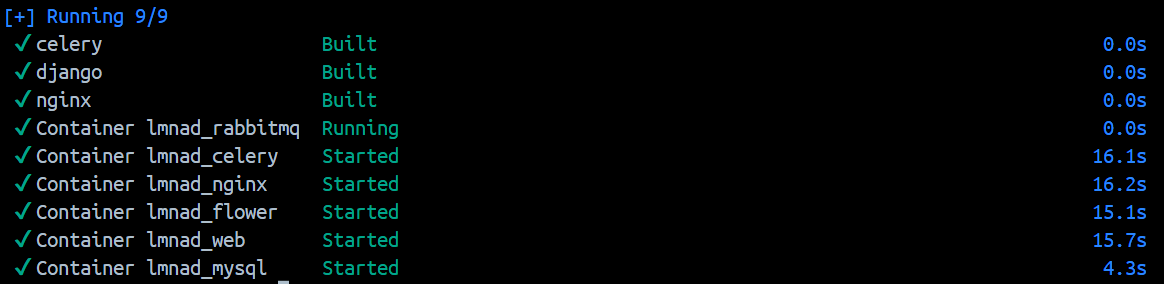 [+] Running 9/9
✓ celery Built 0.0s
✓ django Built 0.0s
✓ nginx Built 0.0s
✓ Container lmnad_rabbitmq Running 0.0s
✓ Container lmnad_celery Started 16.1s
✓ Container lmnad_nginx Started 16.2s
✓ Container lmnad_flower Started 15.1s
✓ Container lmnad_web Started 15.7s
✓ Container lmnad_mysql Started 4.3s